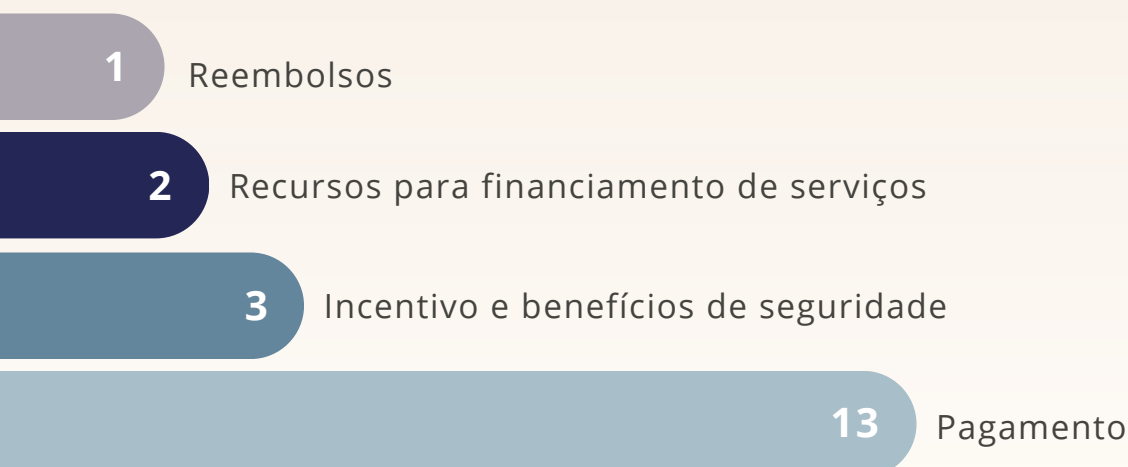 1 Reembolsos
2 Recursos para financiamento de serviços
3 Incentivo e benefícios de seguridade
13 Pagamento